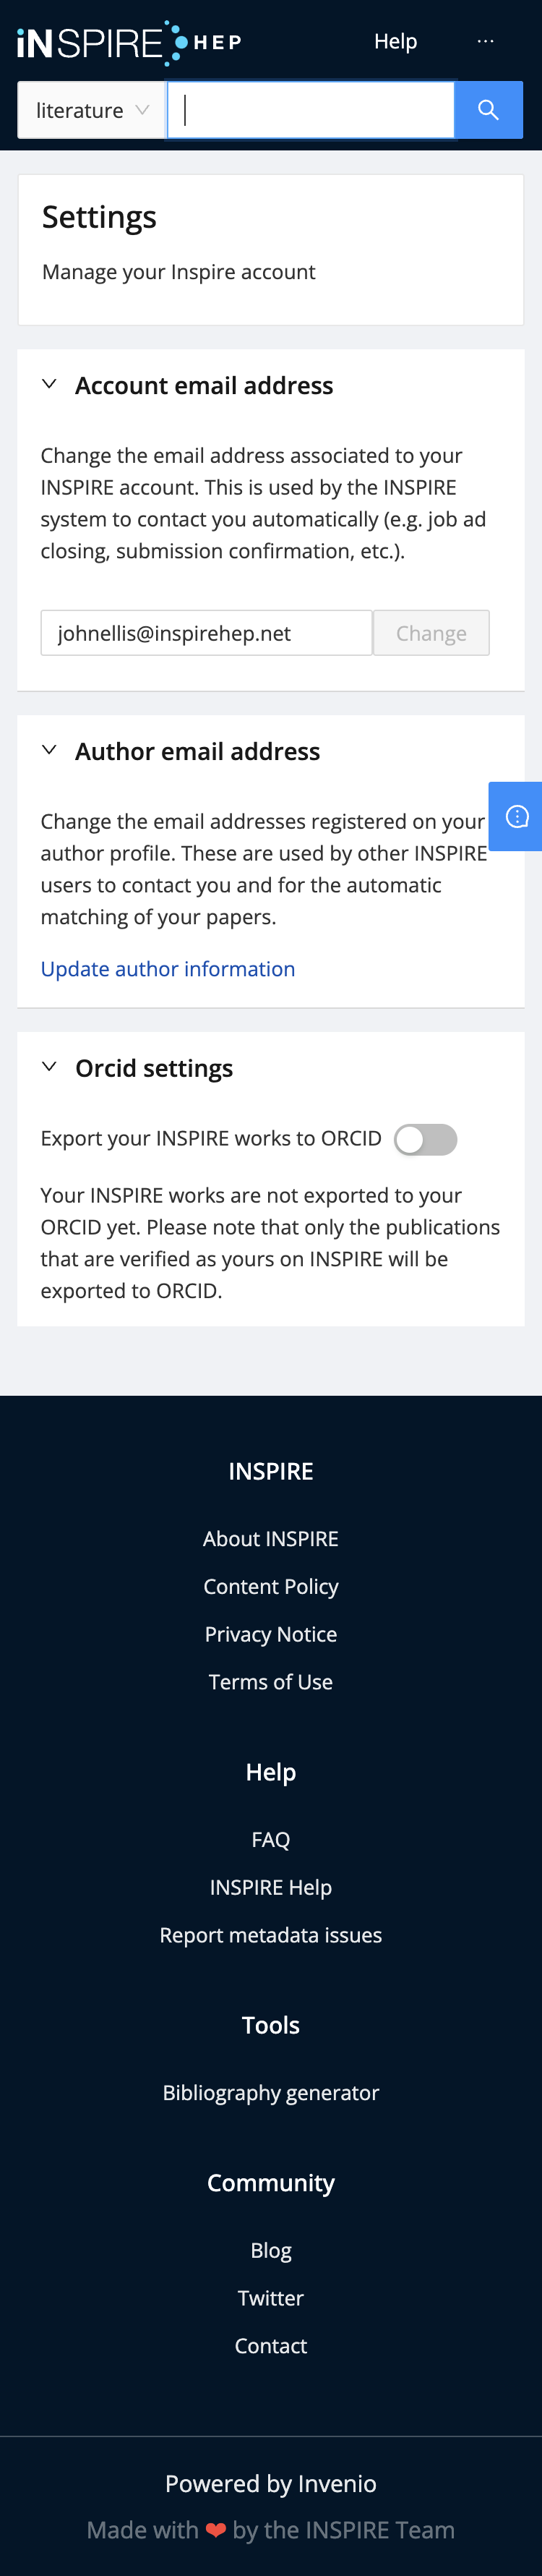 iNSPIRE HEP
Help
...
literature
Settings
Manage your Inspire account
Account email address
Change the email address associated to your
INSPIRE account. This is used by the INSPIRE
system to contact you automatically (e.g. job ad
closing, submission confirmation, etc.).
johnellis@inspirehep.net
Change
Author email address
Change the email addresses registered on your
author profile. These are used by other INSPIRE
users to contact you and for the automatic
matching of your papers.
Update author information
Orcid settings
Export your INSPIRE works to ORCID
Your INSPIRE works are not exported to your
ORCID yet. Please note that only the publications
that are verified as yours on INSPIRE will be
exported to ORCID.
INSPIRE
About INSPIRE
Content Policy
Privacy Notice
Terms of Use
Help
FAQ
INSPIRE Help
Report metadata issues
Tools
Bibliography generator
Community
Blog
Twitter
Contact
Powered by Invenio
Made with ❤ by the INSPIRE Team